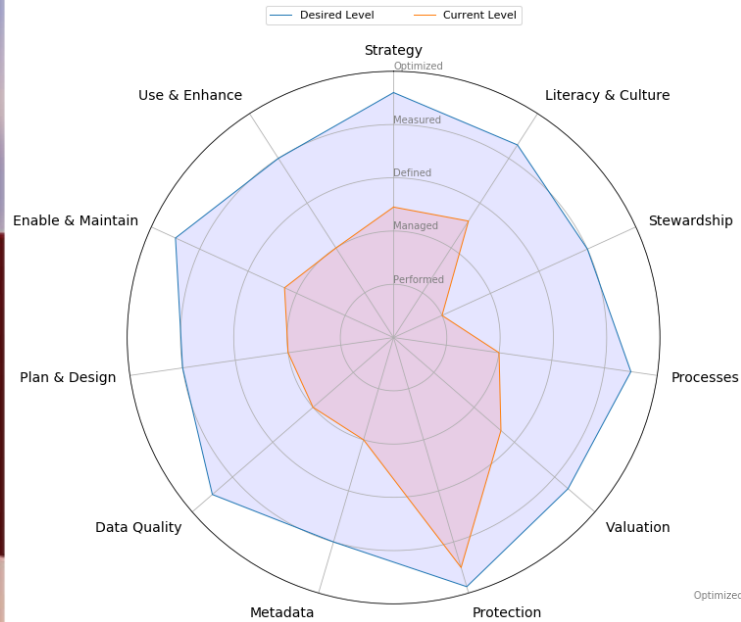 Desired Level
Current Level
Strategy
Optimized
Use & Enhance
Literacy & Culture
Measured
Defined
Enable & Maintain
Stewardship
Managed
Performed
Plan & Design
Processes
Data Quality
Valuation
Optimized
Metadata
Protection